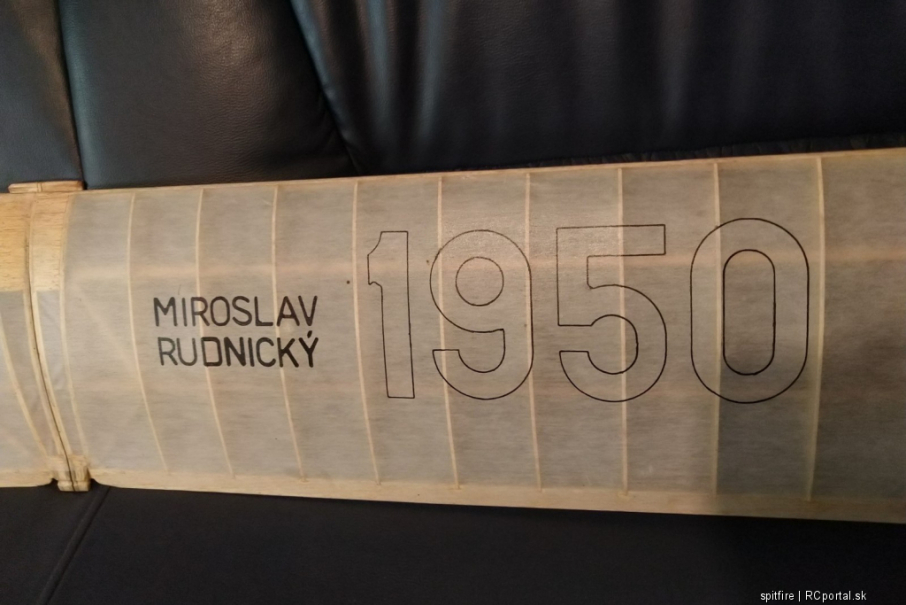 MIROSLAV
RUDNICKÝ
1950
spitfire | RCportal.sk